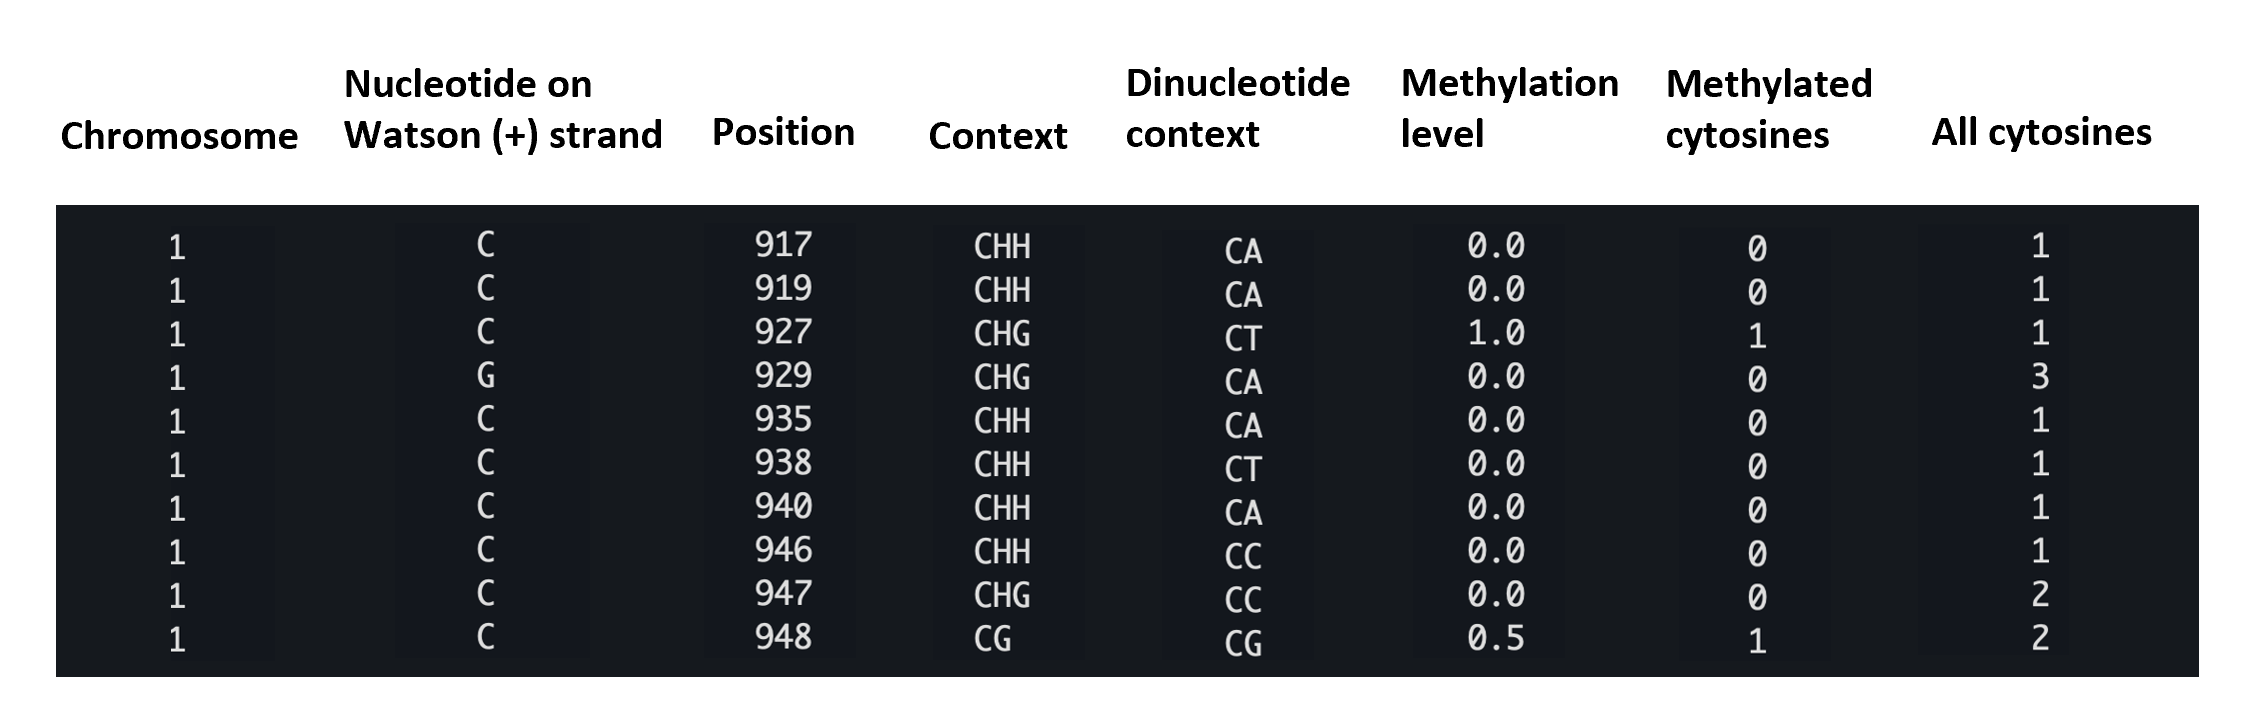 Chromosome Nucleotide on Watson (+) strand Position Context Dinucleotide context Methylation level Methylated cytosines All cytosines
1 C 917 CHH CA 0.0 0 1
1 C 919 CHH CA 0.0 0 1
1 C 927 CHG CT 1.0 1 1
1 G 929 CHG CA 0.0 0 3
1 C 935 CHH CA 0.0 0 1
1 C 938 CHH CT 0.0 0 1
1 C 940 CHH CA 0.0 0 1
1 C 946 CHH CC 0.0 0 1
1 C 947 CHG CC 0.0 0 2
1 C 948 CG CG 0.5 1 2